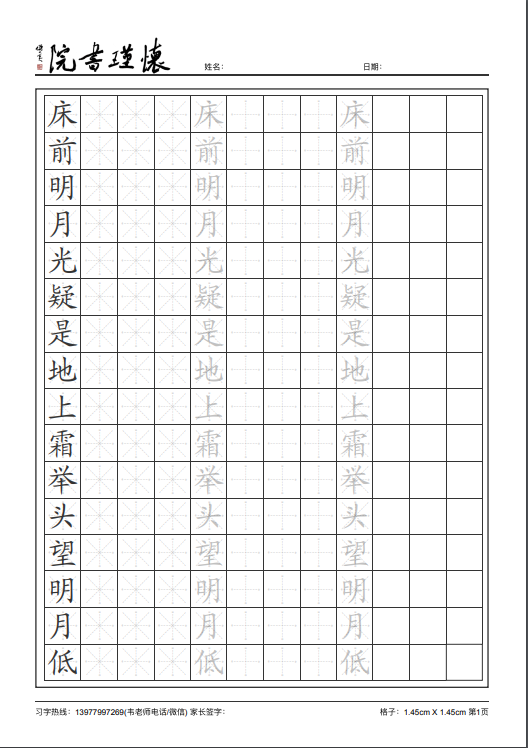 懷瑾書院
姓名： 日期：
床 床 床
前 前 前
明 明 明
月 月 月
光 光 光
疑 疑 疑
是 是 是
地 地 地
上 上 上
霜 霜 霜
举 举 举
头 头 头
望 望 望
明 明 明
月 月 月
低 低 低
习字热线：13977997269(韦老师电话/微信) 家长签字： 格子：1.45cm X 1.45cm 第1页